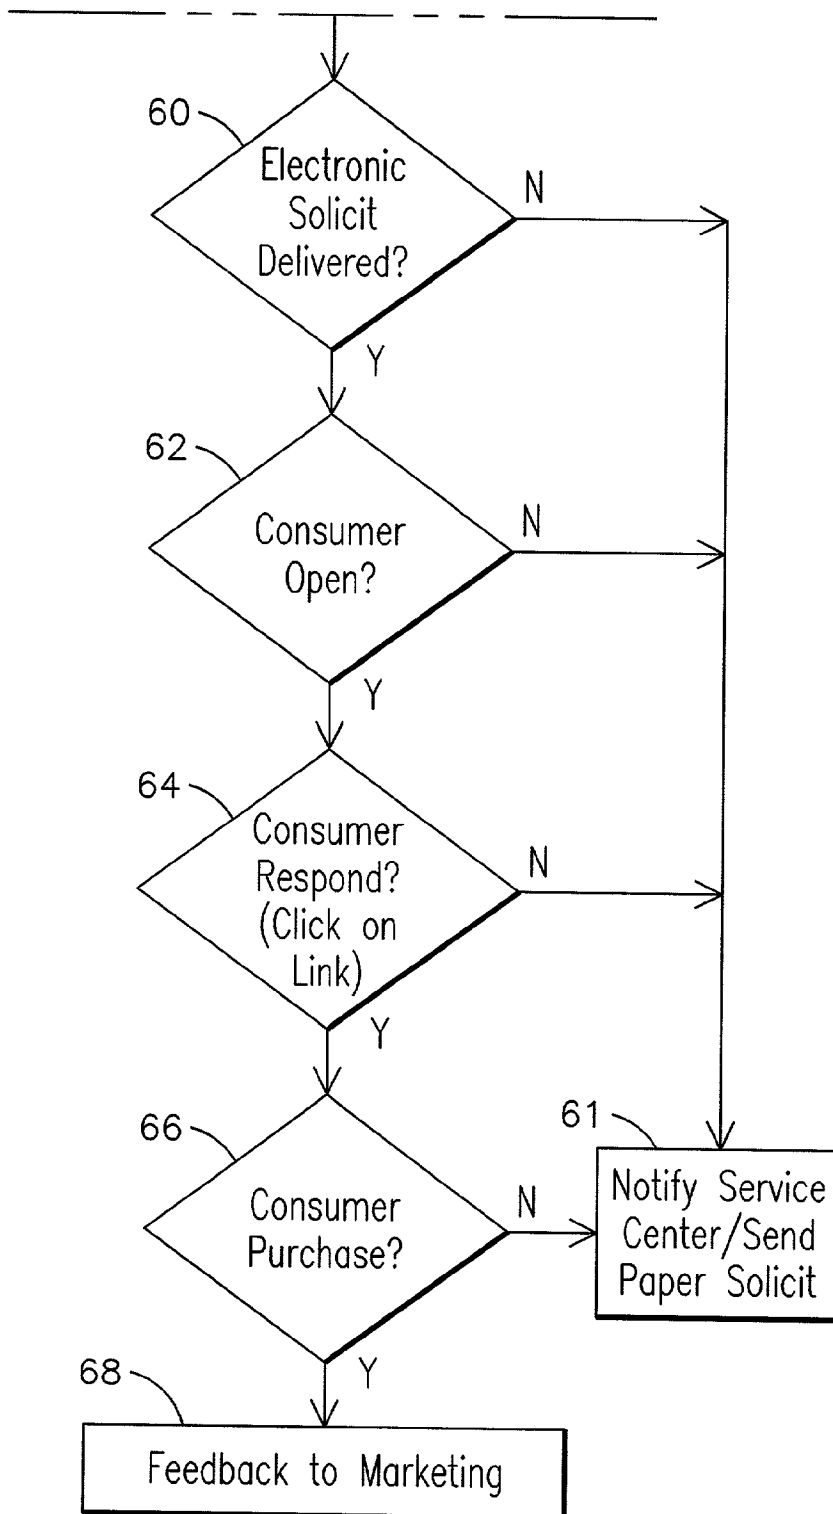 60
Electronic
Solicit
Delivered?
N
Y
62
Consumer
Open?
N
Y
64
Consumer
Respond?
(Click on
Link)
N
Y
66
Consumer
Purchase?
N
Y
61
Notify Service
Center/Send
Paper Solicit
68
Feedback to Marketing